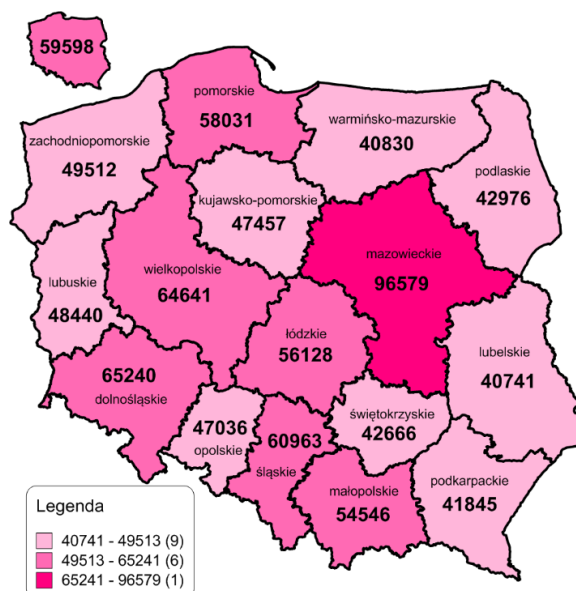 59598
pomorskie
58031
warmińsko-mazurskie
40830
zachodniopomorskie
49512
podlaskie
42976
kujawsko-pomorskie
47457
mazowieckie
96579
lubuskie
48440
wielkopolskie
64641
łódzkie
56128
lubelskie
40741
65240
dolnośląskie
47036
opolskie
60963
śląskie
świętokrzyskie
42666
małopolskie
54546
podkarpackie
41845
Legenda
40741 - 49513 (9)
49513 - 65241 (6)
65241 - 96579 (1)